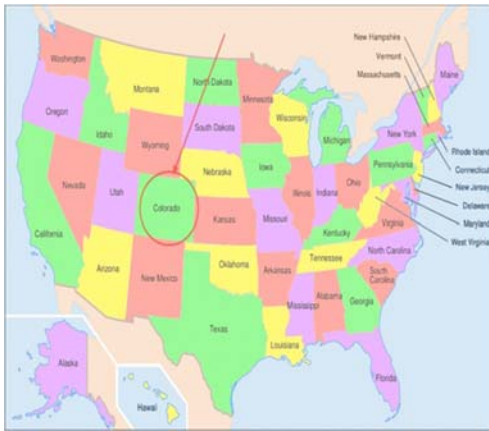 New Hampshire
Vermont
Massachusetts
Washington
Montana
North Dakota
Minnesota
Maine
Oregon
Idaho
Wyoming
South Dakota
Wisconsin
Michigan
New York
Rhode Island
Connecticut
New Jersey
Delaware
Maryland
West Virginia
Nevada
Utah
Colorado
Nebraska
Iowa
Illinois
Indiana
Ohio
Pennsylvania
California
Kansas
Missouri
Kentucky
Virginia
Arizona
New Mexico
Oklahoma
Arkansas
Tennessee
North Carolina
South
Carolina
Texas
Louisiana
Mississippi
Alabama
Georgia
Florida
Alaska
Hawaii